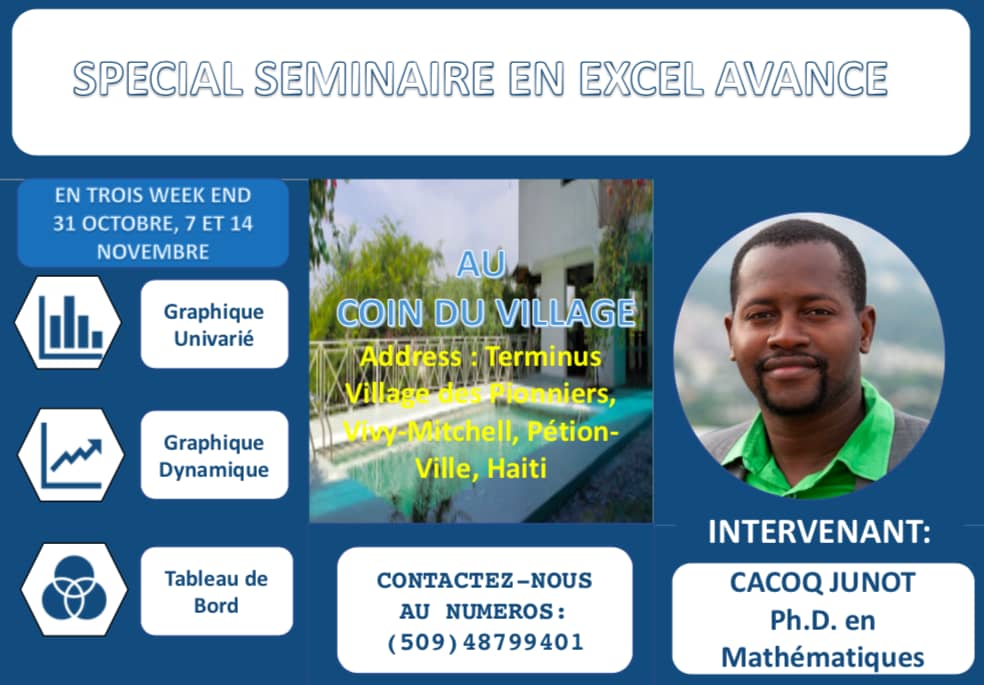 SPECIAL SEMINAIRE EN EXCEL AVANCE
EN TROIS WEEK END
31 OCTOBRE, 7 ET 14
NOVEMBRE
Graphique
Univarié
Graphique
Dynamique
Tableau de
Bord
AU
COIN DU VILLAGE
Address : Terminus
Village des Pionniers,
Vivy-Mitchell, Pétion-
Ville, Haiti
CONTACTEZ-NOUS
AU NUMEROS:
(509)48799401
INTERVENANT:
CACOQ JUNOT
Ph.D. en
Mathématiques